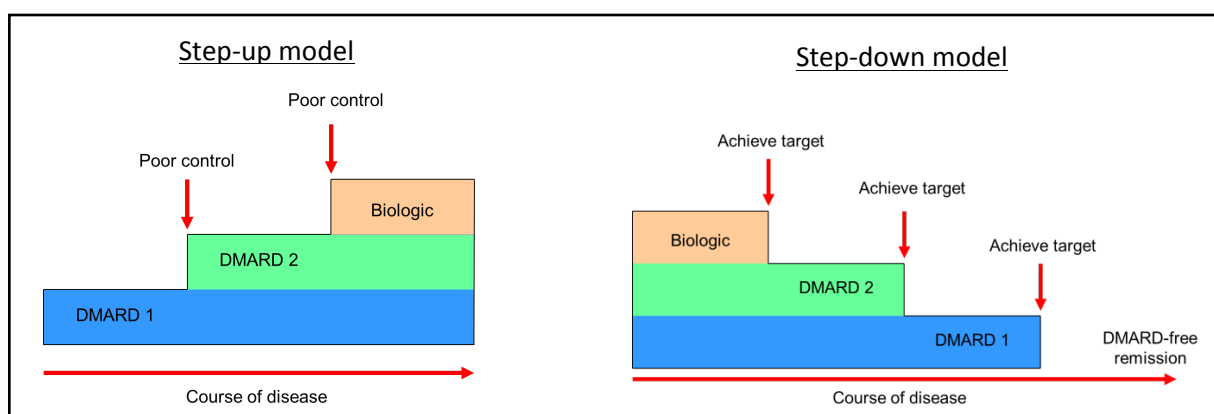 Step-up model
Poor control
Poor control
Biologic
DMARD 2
DMARD 1
Course of disease
Step-down model
Achieve target
Achieve target
Achieve target
Biologic
DMARD 2
DMARD 1
DMARD-free
remission
Course of disease